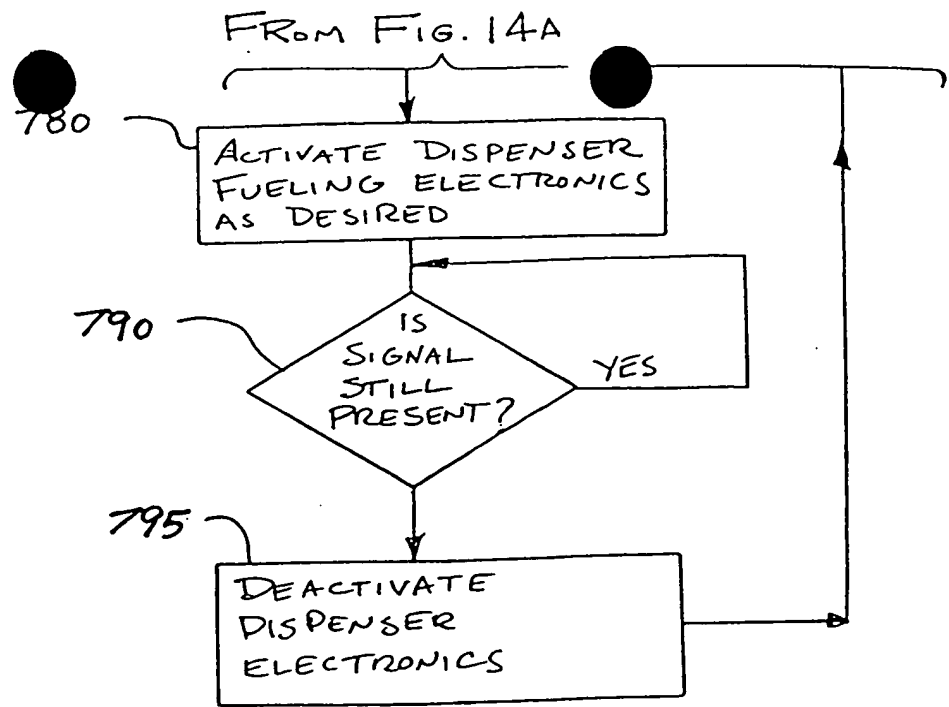 FROM FIG. 14A
780
ACTIVATE DISPENSER
FUELING ELECTRONICS
AS DESIRED
790
IS
SIGNAL
STILL
PRESENT?
YES
795
DEACTIVATE
DISPENSER
ELECTRONICS